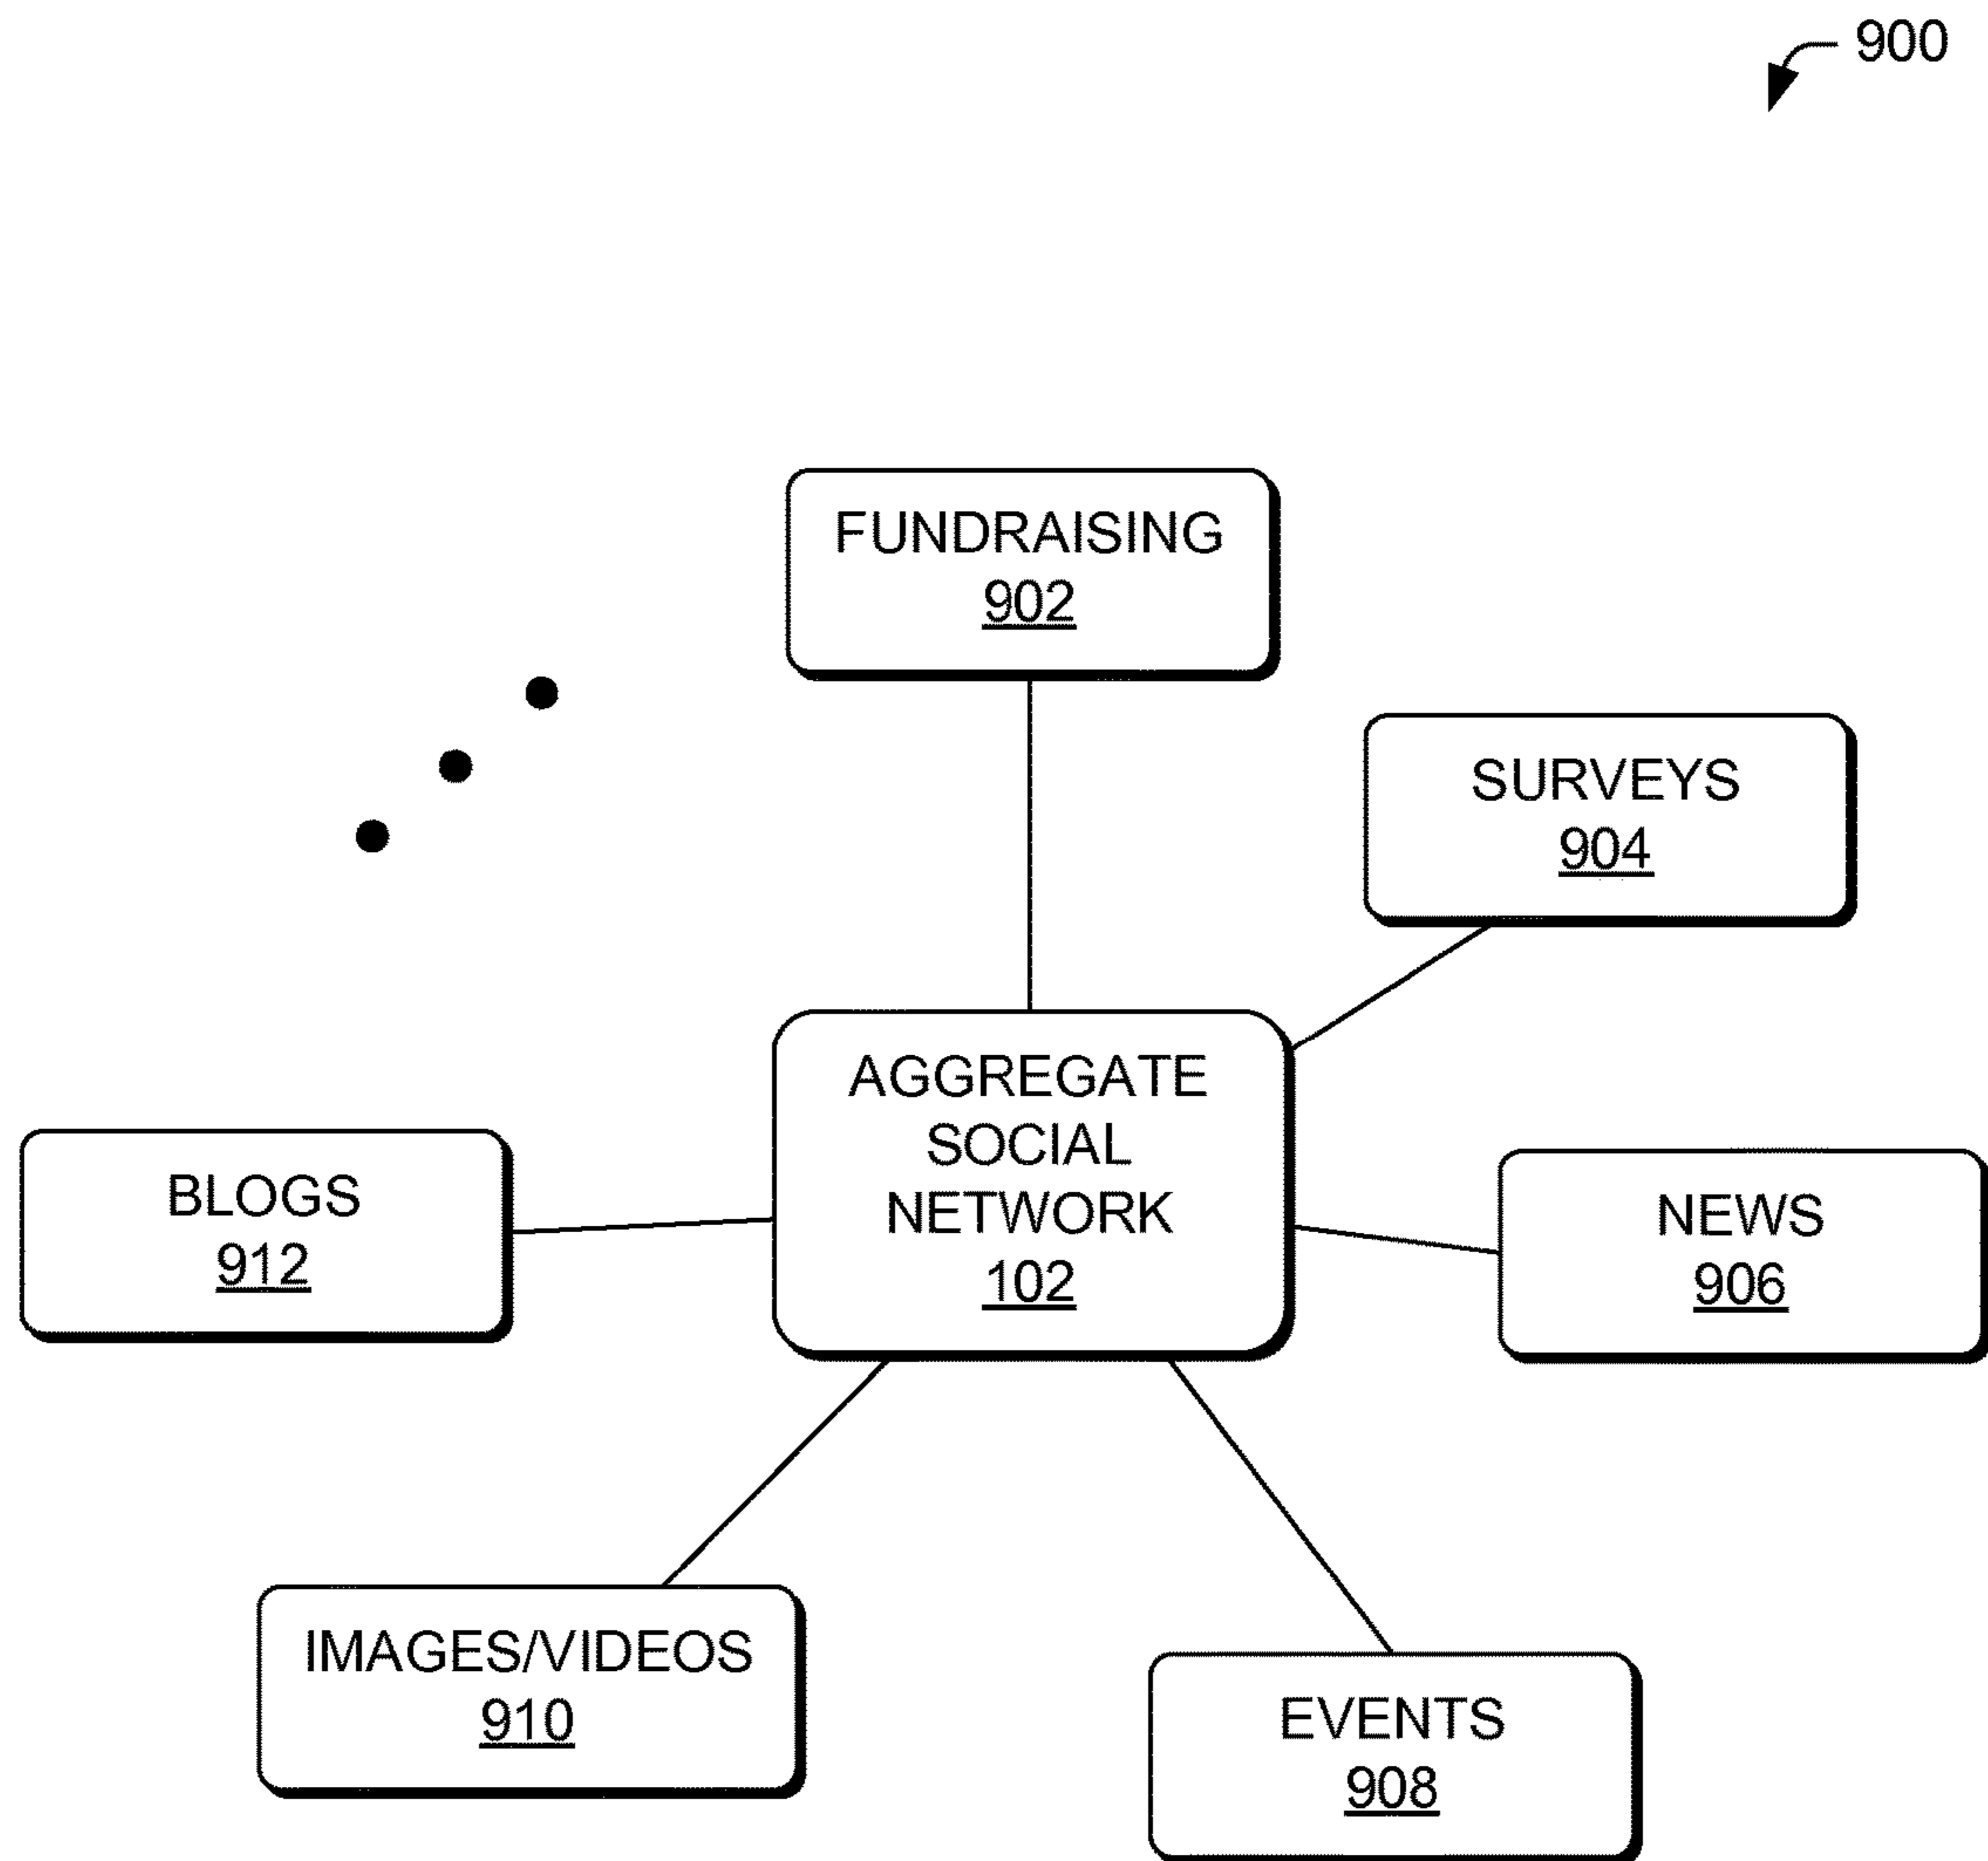 900
FUNDRAISING
902
SURVEYS
904
AGGREGATE
SOCIAL
NETWORK
102
BLOGS
912
NEWS
906
IMAGES/VIDEOS
910
EVENTS
908